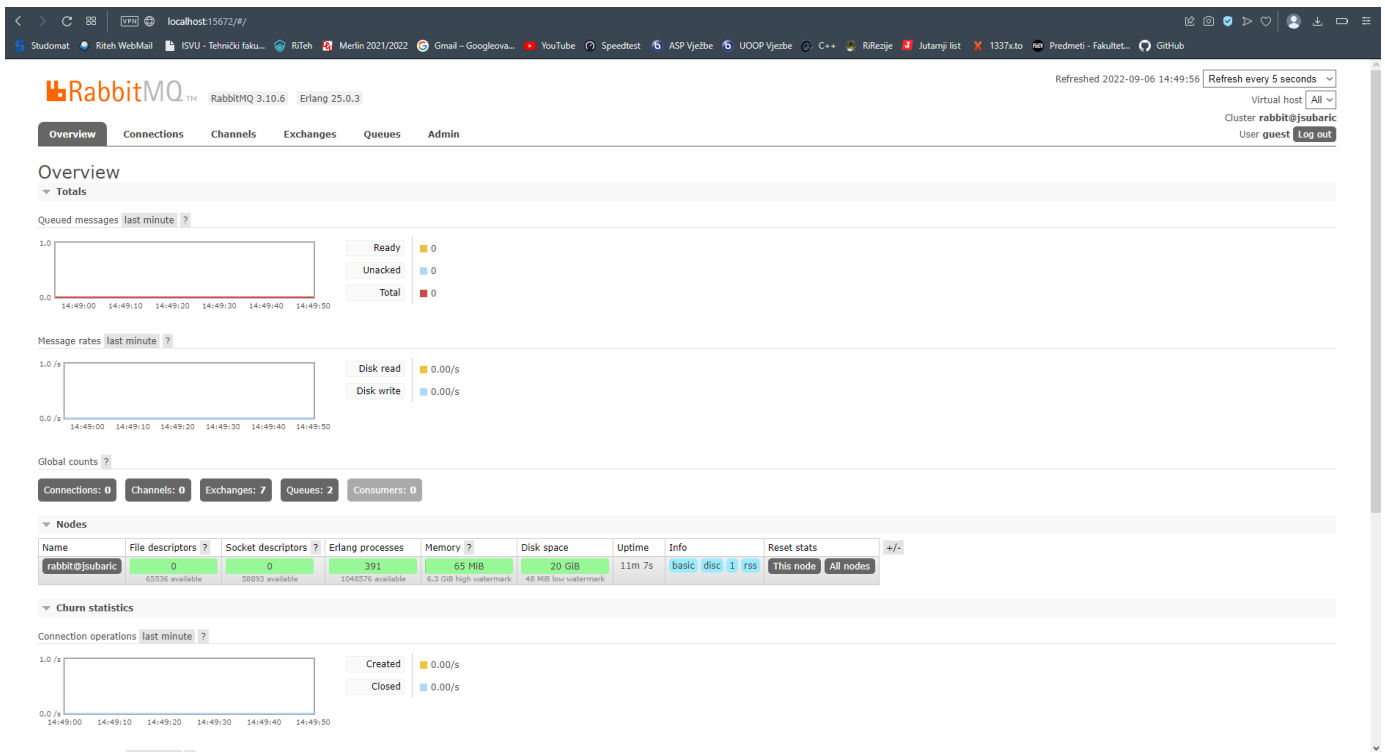 VPN localhost:15672/#/
Studomat Riteh WebMail ISVU - Tehnički faku... RiTeh Merlin 2021/2022 Gmail – Googleova... YouTube Speedtest ASP Vježbe UOOP Vjezbe C++ RiRezije Jutarnji list 1337x.to Predmeti - Fakultet... GitHub
Refreshed 2022-09-06 14:49:56 Refresh every 5 seconds
RabbitMQ TM RabbitMQ 3.10.6 Erlang 25.0.3
Virtual host All
Cluster rabbit@jsubaric
User guest Log out
Overview Connections Channels Exchanges Queues Admin
Overview
Totals
Queued messages last minute ?
1.0
0.0
14:49:00 14:49:10 14:49:20 14:49:30 14:49:40 14:49:50
Ready 0
Unacked 0
Total 0
Message rates last minute ?
1.0 /s
0.0 /s
14:49:00 14:49:10 14:49:20 14:49:30 14:49:40 14:49:50
Disk read 0.00/s
Disk write 0.00/s
Global counts ?
Connections: 0 Channels: 0 Exchanges: 7 Queues: 2 Consumers: 0
Nodes
Name File descriptors ? Socket descriptors ? Erlang processes Memory ? Disk space Uptime Info Reset stats +/-
rabbit@jsubaric 0 0 391 65 MiB 20 GiB 11m 7s basic disc 1 rss This node All nodes
65536 available 58893 available 1048576 available 6.3 GiB high watermark 48 MiB low watermark
Churn statistics
Connection operations last minute ?
1.0 /s
0.0 /s
14:49:00 14:49:10 14:49:20 14:49:30 14:49:40 14:49:50
Created 0.00/s
Closed 0.00/s